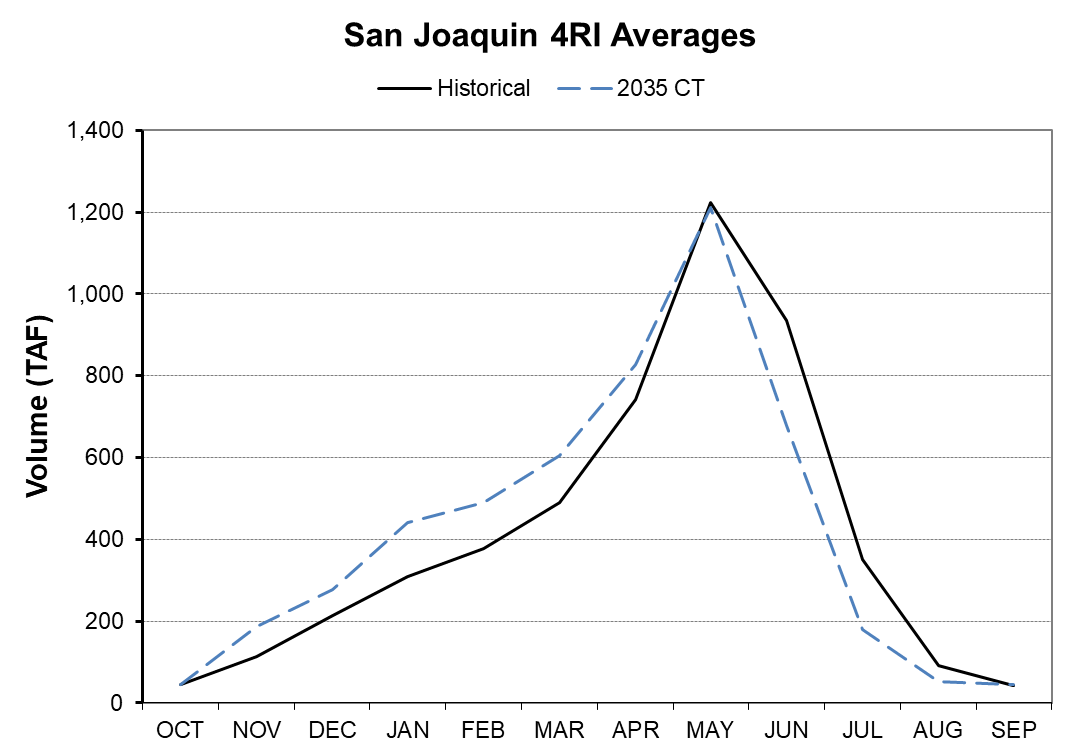 San Joaquin 4RI Averages
Historical 2035 CT
Volume (TAF)
1,400
1,200
1,000
800
600
400
200
0
OCT NOV DEC JAN FEB MAR APR MAY JUN JUL AUG SEP